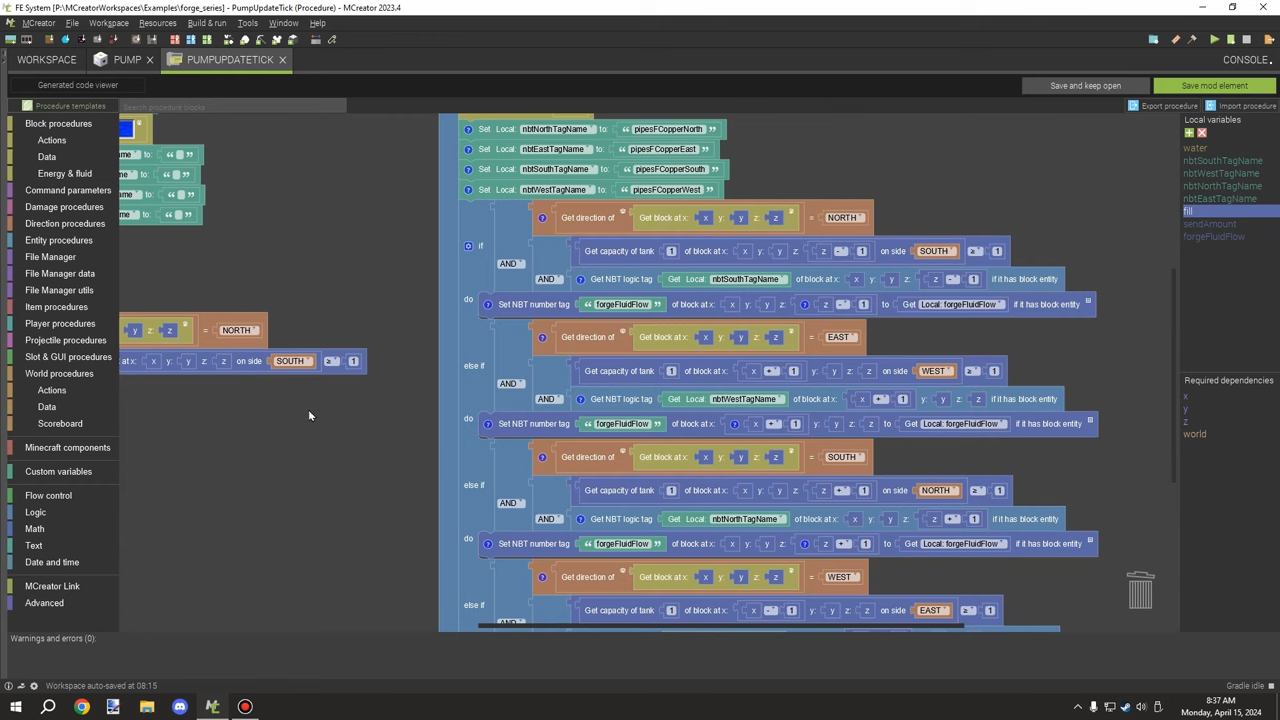 FE System [P:\MCreatorWorkspaces\Examples\forge_series] - PumpUpdateTick (Procedure) - MCreator 2023.4
MCreator File Workspace Resources Build & run Tools Window Help
WORKSPACE PUMP PUMPUPDATETICK CONSOLE
Generated code viewer Save and keep open Save mod element
Procedure templates Search procedure blocks Export procedure Import procedure
Block procedures
Actions
Data
Energy & fluid
Command parameters
Damage procedures
Direction procedures
Entity procedures
File Manager
File Manager data
File Manager utils
Item procedures
Player procedures
Projectile procedures
Slot & GUI procedures
World procedures
Actions
Data
Scoreboard
Minecraft components
Custom variables
Flow control
Logic
Math
Text
Date and time
MCreator Link
Advanced
ame to: “ ”
me to: “ ”
ame to: “ ”
me to: “ ”
y z: z = NORTH
at x: x y: y z: z on side SOUTH ≥ 1
Set Local: nbtNorthTagName to: “ pipesFCopperNorth ”
Set Local: nbtEastTagName to: “ pipesFCopperEast ”
Set Local: nbtSouthTagName to: “ pipesFCopperSouth ”
Set Local: nbtWestTagName to: “ pipesFCopperWest ”
Get direction of Get block at x: x y: y z: z = NORTH
if AND Get capacity of tank 1 of block at x: x y: y z: z - 1 on side SOUTH ≥ 1
AND Get NBT logic tag Get Local: nbtSouthTagName of block at x: x y: y z: z - 1 if it has block entity
do Set NBT number tag “ forgeFluidFlow ” of block at x: x y: y z: z - 1 to Get Local: forgeFluidFlow if it has block entity
Get direction of Get block at x: x y: y z: z = EAST
else if AND Get capacity of tank 1 of block at x: x + 1 y: y z: z on side WEST ≥ 1
AND Get NBT logic tag Get Local: nbtWestTagName of block at x: x + 1 y: y z: z if it has block entity
do Set NBT number tag “ forgeFluidFlow ” of block at x: x + 1 y: y z: z to Get Local: forgeFluidFlow if it has block entity
Get direction of Get block at x: x y: y z: z = SOUTH
else if AND Get capacity of tank 1 of block at x: x y: y z: z + 1 on side NORTH ≥ 1
AND Get NBT logic tag Get Local: nbtNorthTagName of block at x: x y: y z: z + 1 if it has block entity
do Set NBT number tag “ forgeFluidFlow ” of block at x: x y: y z: z + 1 to Get Local: forgeFluidFlow if it has block entity
Get direction of Get block at x: x y: y z: z = WEST
else if AND Get capacity of tank 1 of block at x: x - 1 y: y z: z on side EAST ≥ 1
Local variables
water
nbtSouthTagName
nbtWestTagName
nbtNorthTagName
nbtEastTagName
fill
sendAmount
forgeFluidFlow
Required dependencies
x
y
z
world
Warnings and errors (0):
Workspace auto-saved at 08:15 Gradle idle
8:37 AM
Monday, April 15, 2024